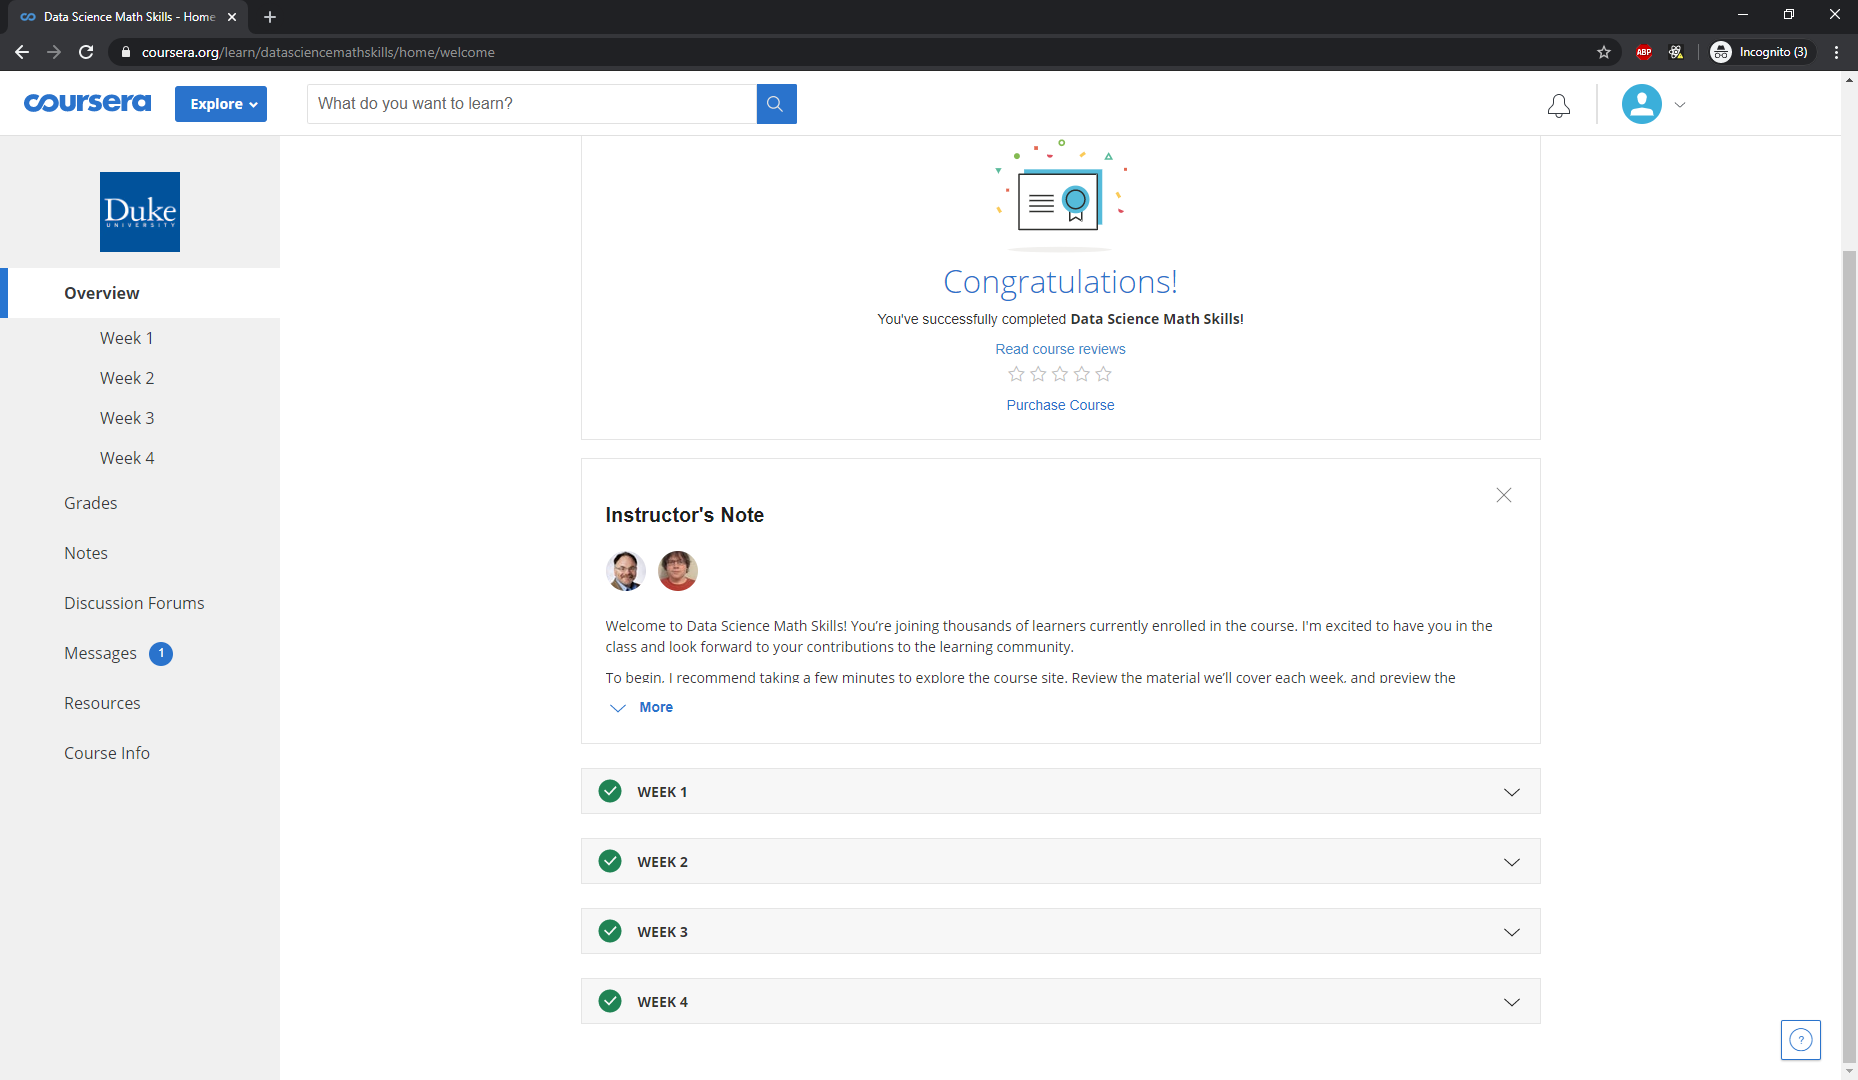 Data Science Math Skills - Home
coursera.org/learn/datasciencemathskills/home/welcome
ABP
Incognito (3)
coursera
Explore
What do you want to learn?
Duke
UNIVERSITY
Overview
Week 1
Week 2
Week 3
Week 4
Grades
Notes
Discussion Forums
Messages 1
Resources
Course Info
Congratulations!
You've successfully completed Data Science Math Skills!
Read course reviews
Purchase Course
Instructor's Note
Welcome to Data Science Math Skills! You’re joining thousands of learners currently enrolled in the course. I'm excited to have you in the
class and look forward to your contributions to the learning community.
To begin, I recommend taking a few minutes to explore the course site. Review the material we’ll cover each week, and preview the
More
WEEK 1
WEEK 2
WEEK 3
WEEK 4
?